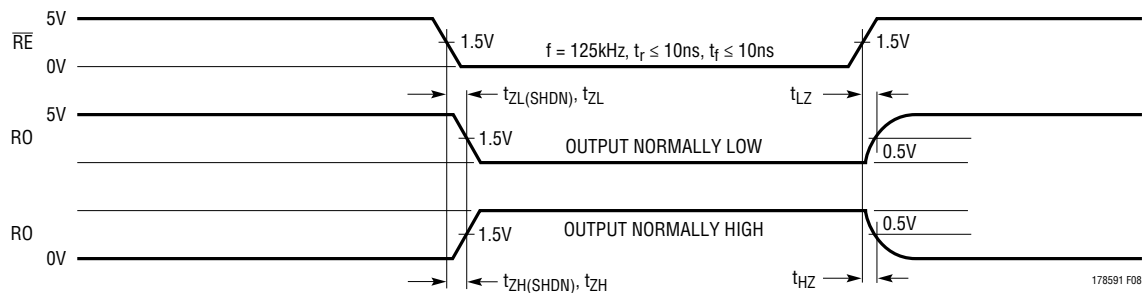 5V
RE
1.5V
f = 125kHz, tr ≤ 10ns, tf ≤ 10ns
1.5V
0V
tZL(SHDN), tZL
tLZ
5V
RO
1.5V
OUTPUT NORMALLY LOW
0.5V
RO
1.5V
OUTPUT NORMALLY HIGH
0.5V
0V
tZH(SHDN), tZH
tHZ
178591 F08